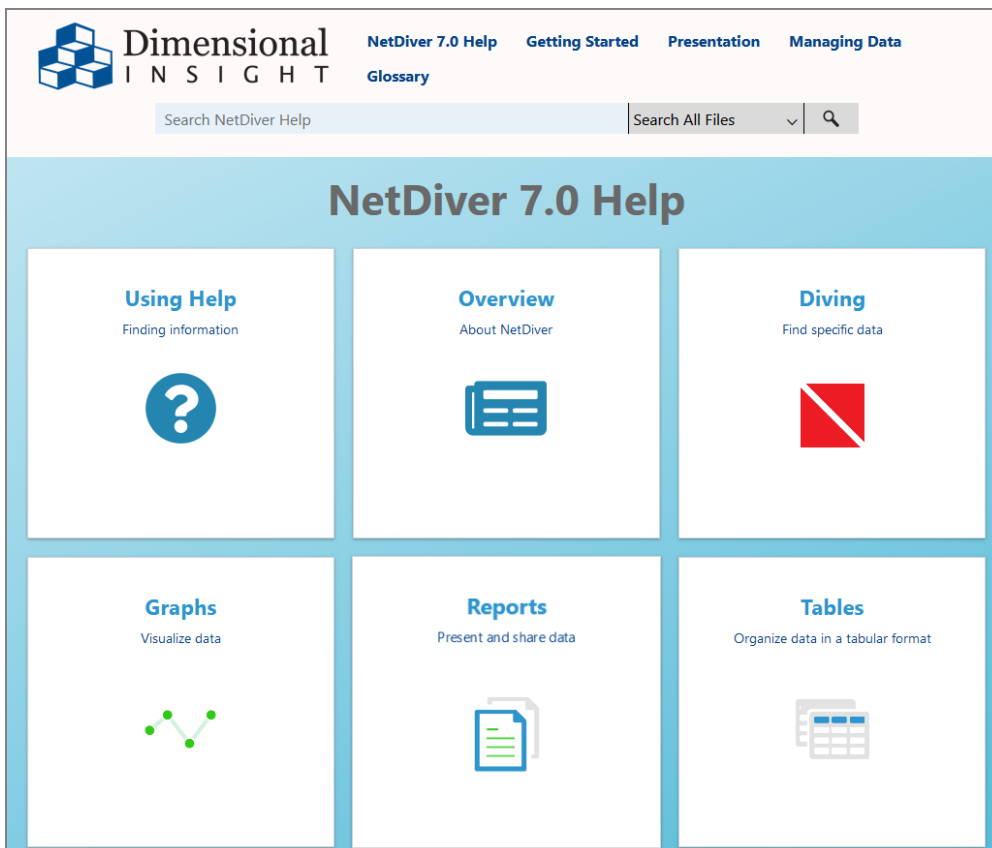 Dimensional
INSIGHT
NetDiver 7.0 Help Getting Started Presentation Managing Data
Glossary
Search NetDiver Help Search All Files
NetDiver 7.0 Help
Using Help
Finding information
Overview
About NetDiver
Diving
Find specific data
Graphs
Visualize data
Reports
Present and share data
Tables
Organize data in a tabular format